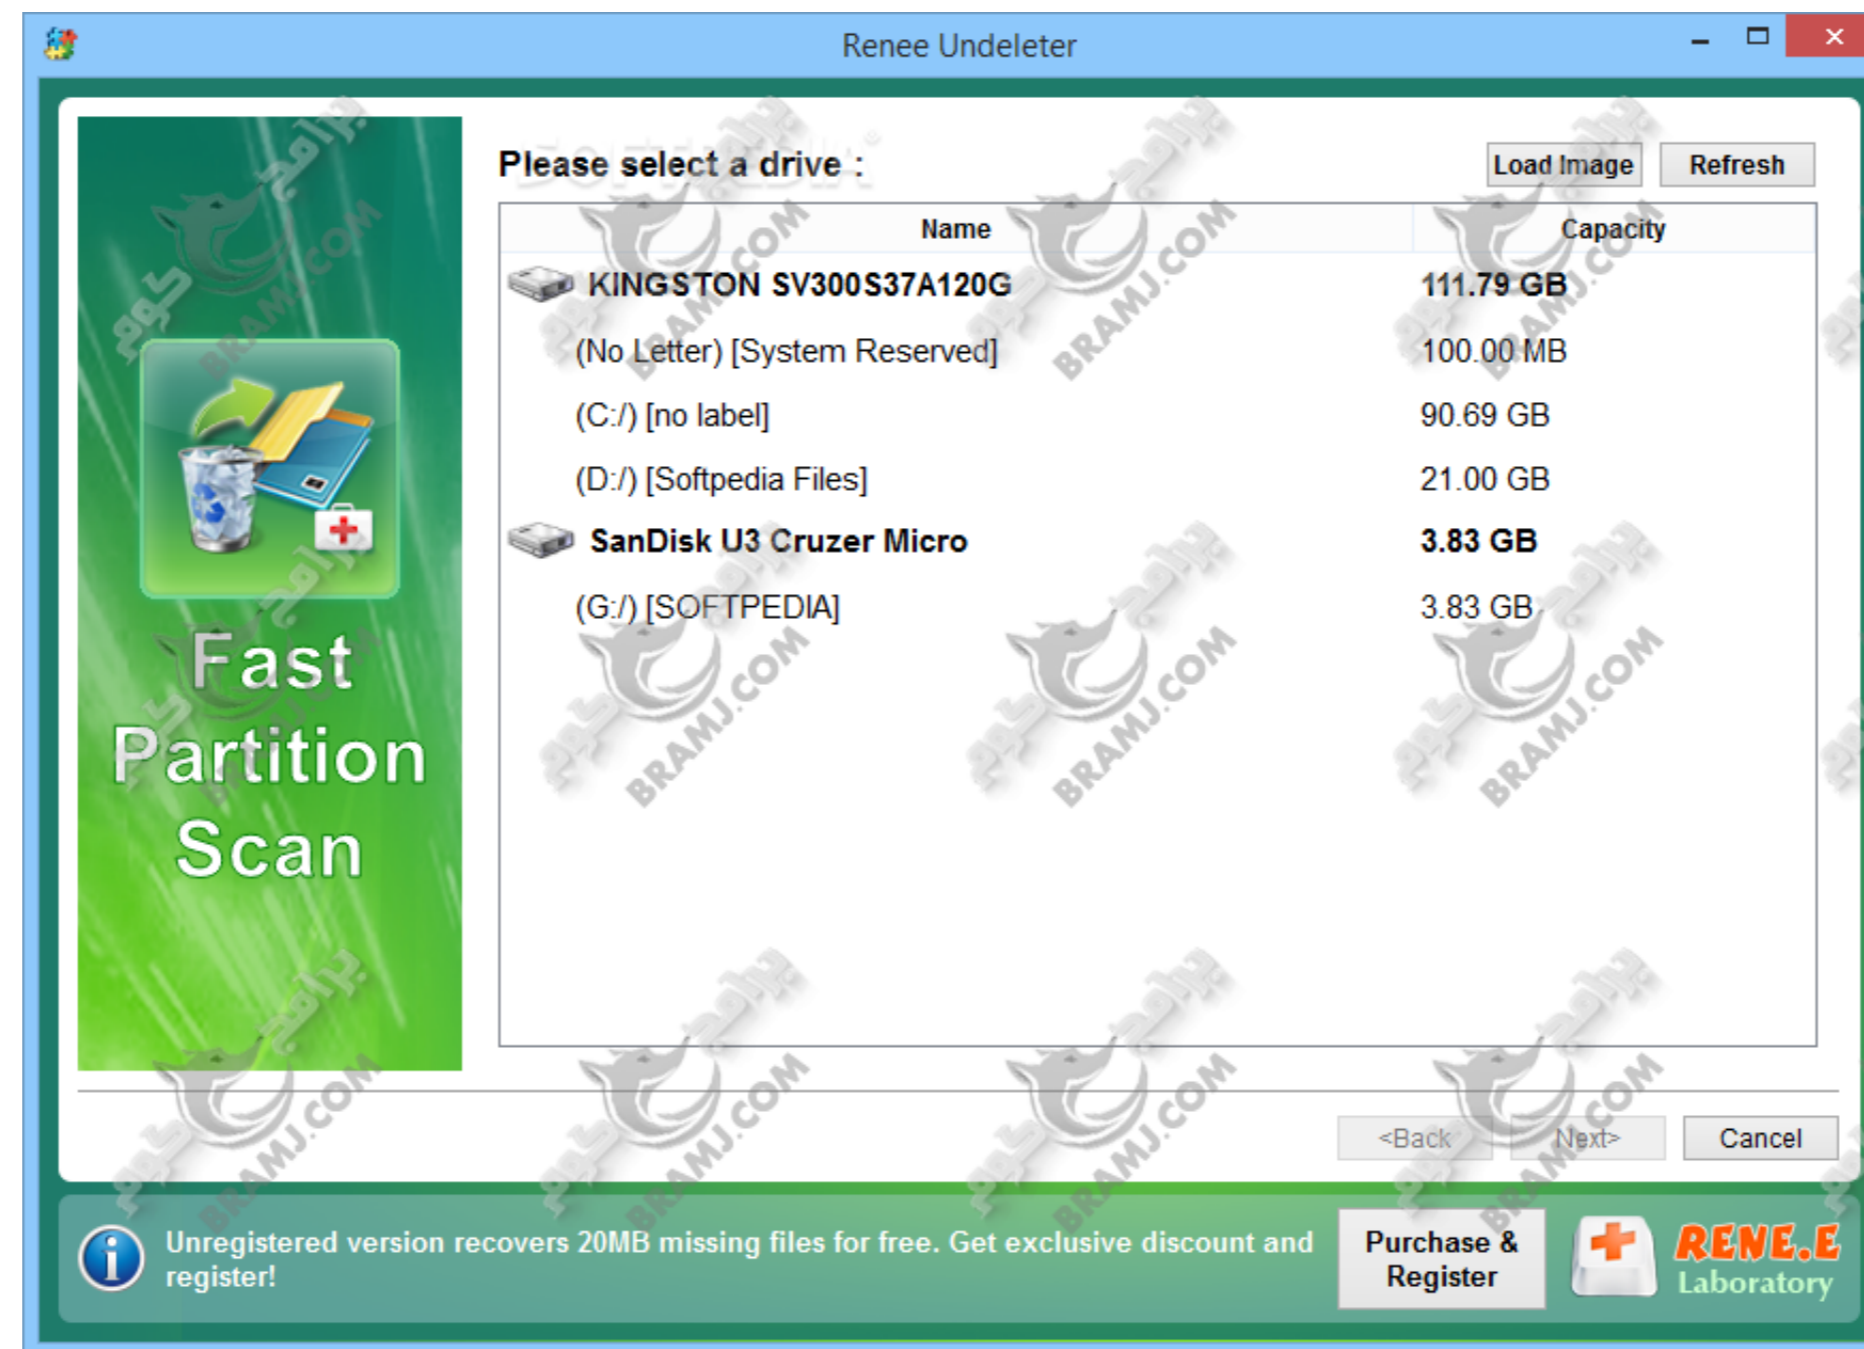 Renee Undeleter
Please select a drive :
Load Image
Refresh
Name
Capacity
KINGSTON SV300S37A120G
111.79 GB
(No Letter) [System Reserved]
100.00 MB
(C:/) [no label]
90.69 GB
(D:/) [Softpedia Files]
21.00 GB
SanDisk U3 Cruzer Micro
3.83 GB
(G:/) [SOFTPEDIA]
3.83 GB
Fast
Partition
Scan
<Back
Next>
Cancel
Unregistered version recovers 20MB missing files for free. Get exclusive discount and
register!
Purchase &
Register
RENE.E
Laboratory
SOFTPEDIA
برامج كوم
BRAMJ.COM